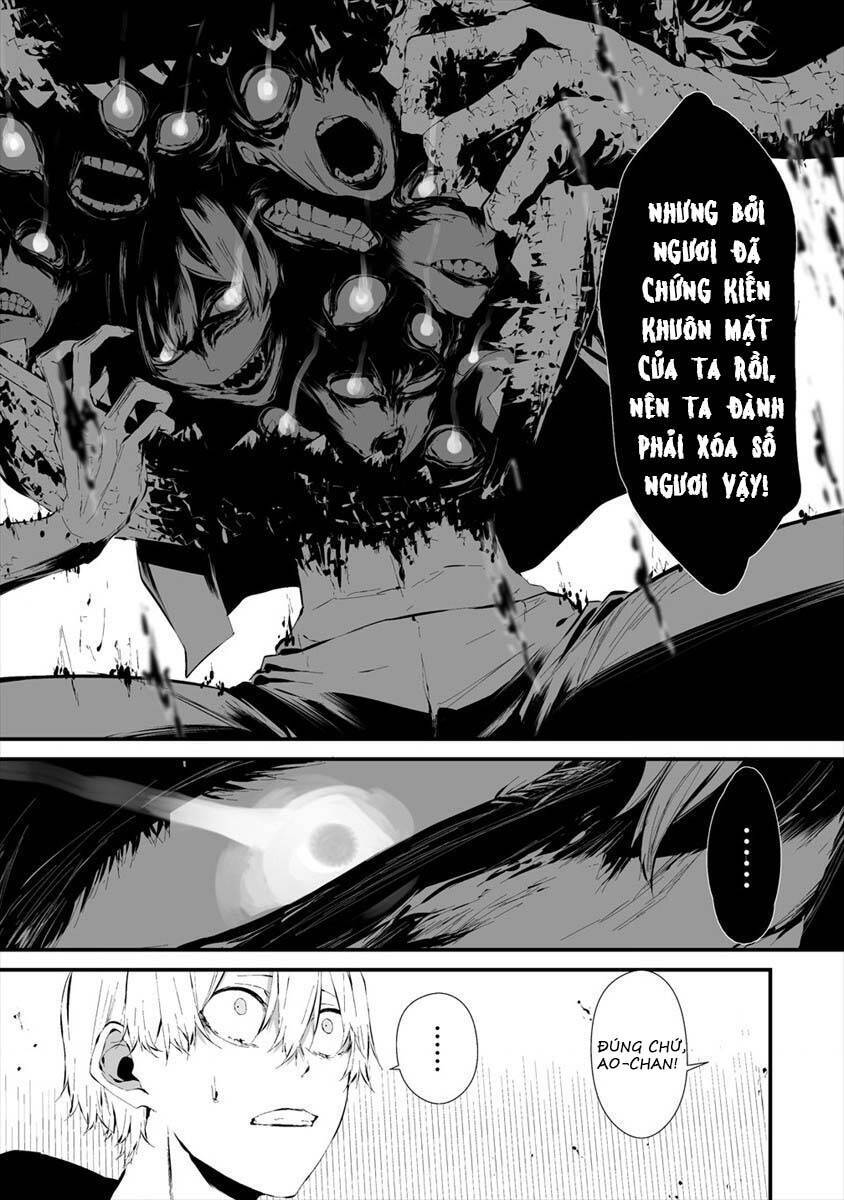 NHƯNG BỞI
NGƯƠI ĐÃ
CHỨNG KIẾN
KHUÔN MẶT
CỦA TA RỒI,
NÊN TA ĐÀNH
PHẢI XÓA SỔ
NGƯƠI VẬY!
......
ĐÚNG CHỨ,
AO-CHAN!
......